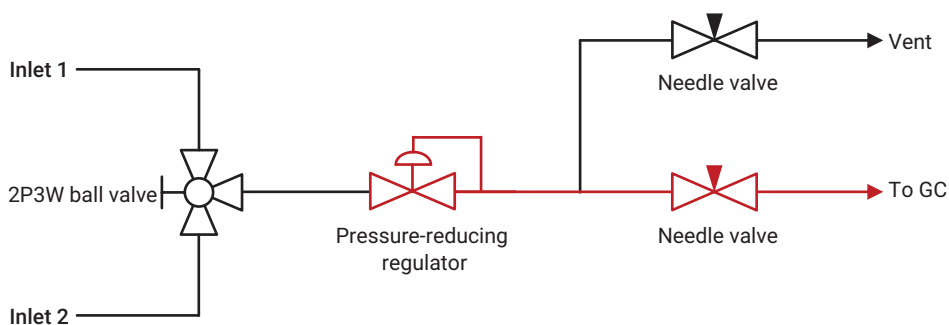 Inlet 1
Vent
Needle valve
2P3W ball valve
To GC
Pressure-reducing
regulator
Needle valve
Inlet 2